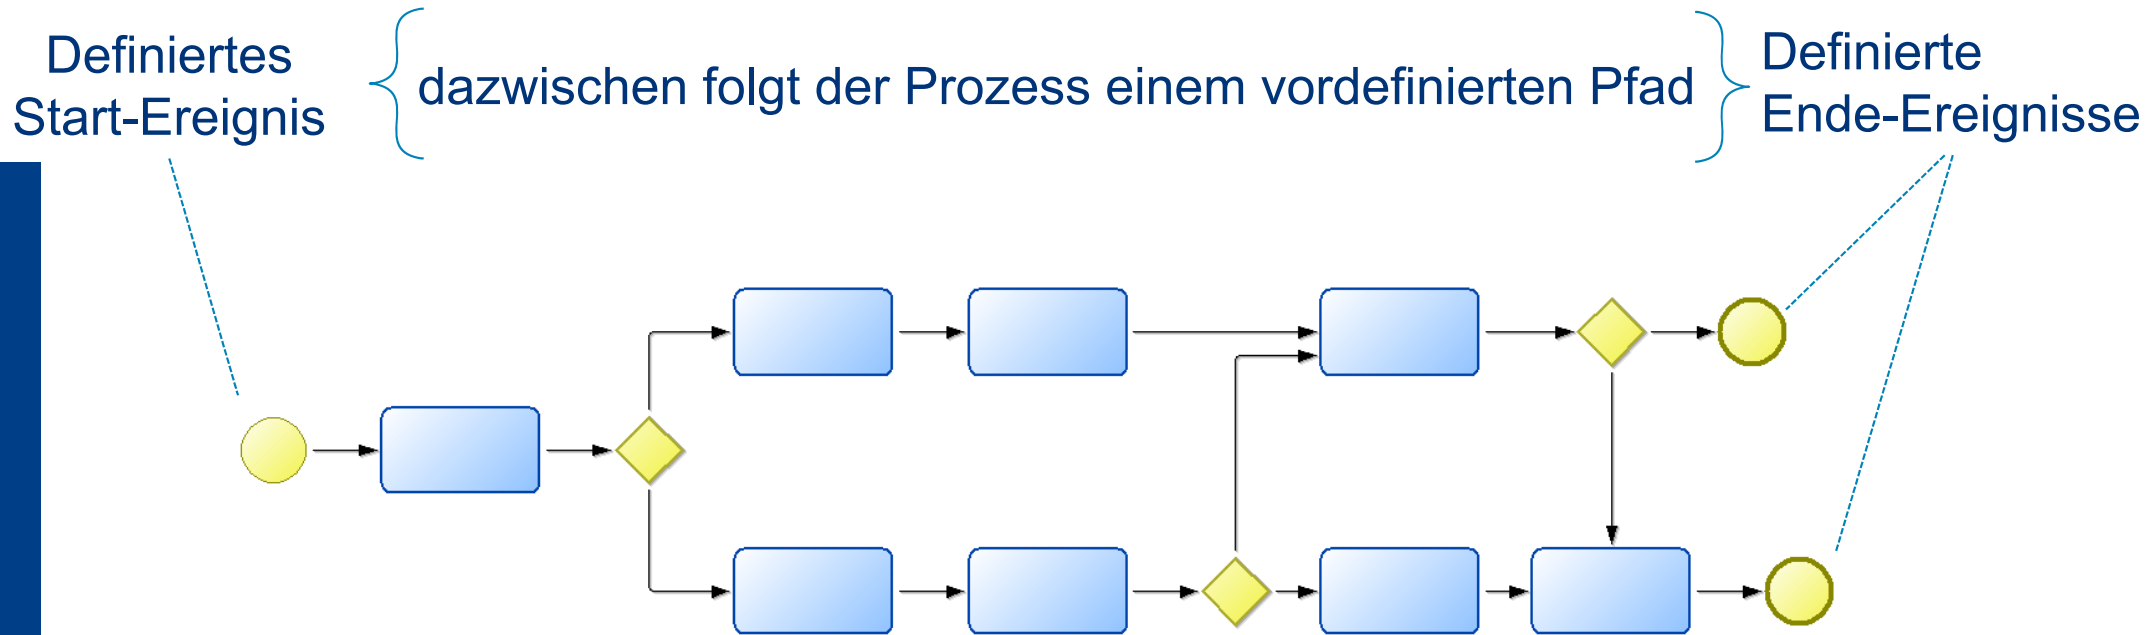 Definiertes
Start-Ereignis
dazwischen folgt der Prozess einem vordefinierten Pfad
Definierte
Ende-Ereignisse